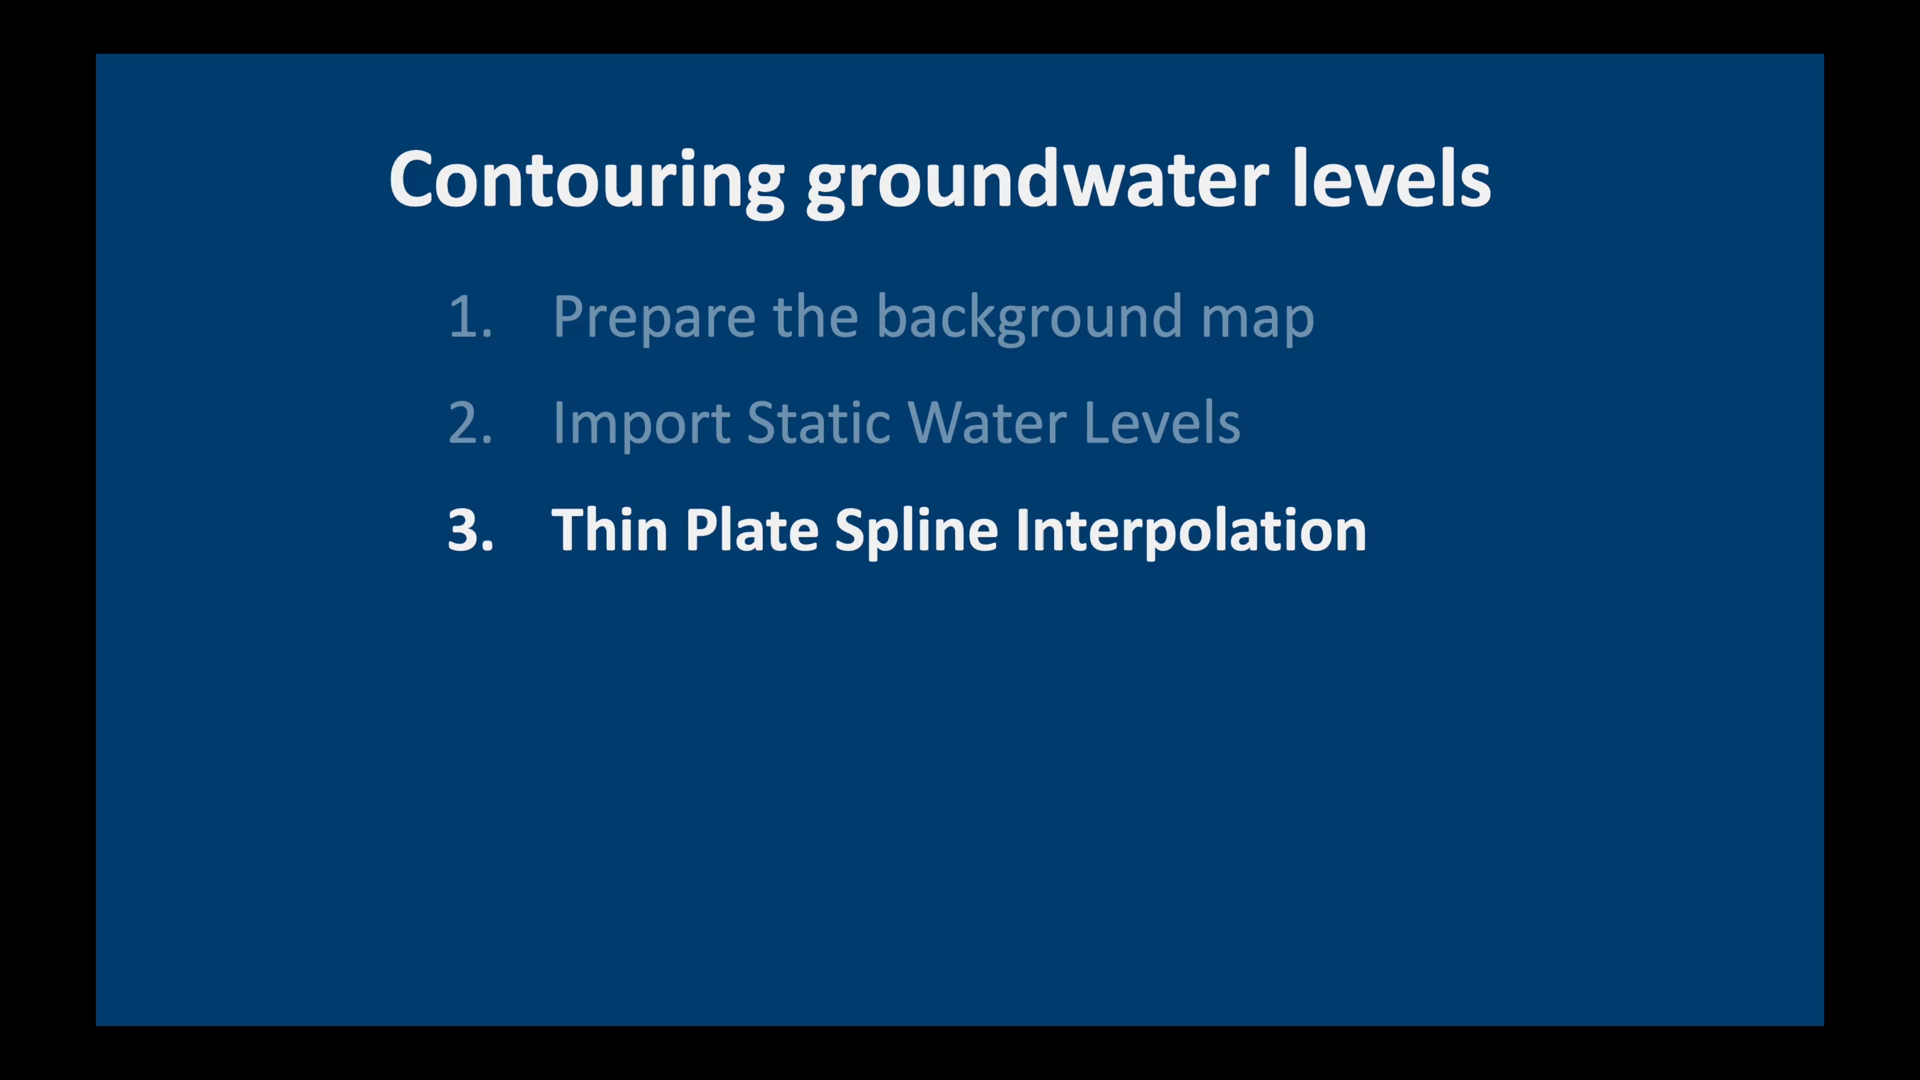 Contouring groundwater levels
1. Prepare the background map
2. Import Static Water Levels
3. Thin Plate Spline Interpolation